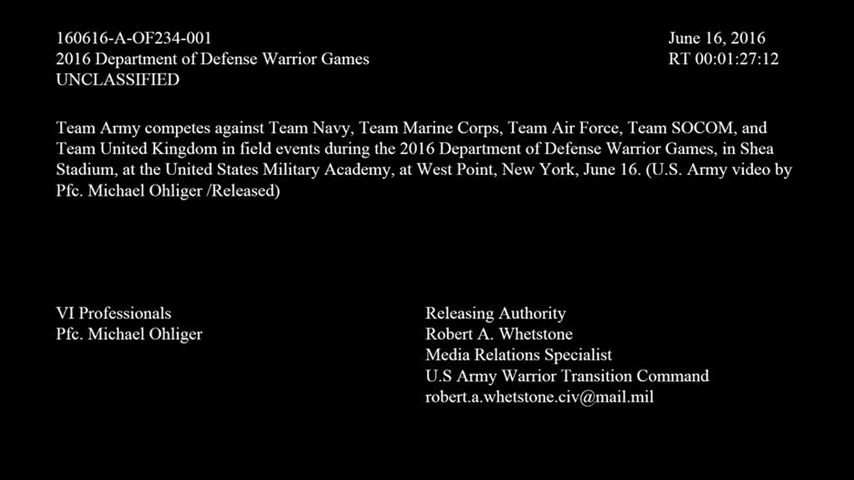 160616-A-OF234-001
June 16, 2016
2016 Department of Defense Warrior Games
RT 00:01:27:12
UNCLASSIFIED
Team Army competes against Team Navy, Team Marine Corps, Team Air Force, Team SOCOM, and
Team United Kingdom in field events during the 2016 Department of Defense Warrior Games, in Shea
Stadium, at the United States Military Academy, at West Point, New York, June 16. (U.S. Army video by
Pfc. Michael Ohliger /Released)
VI Professionals
Pfc. Michael Ohliger
Releasing Authority
Robert A. Whetstone
Media Relations Specialist
U.S Army Warrior Transition Command
robert.a.whetstone.civ@mail.mil